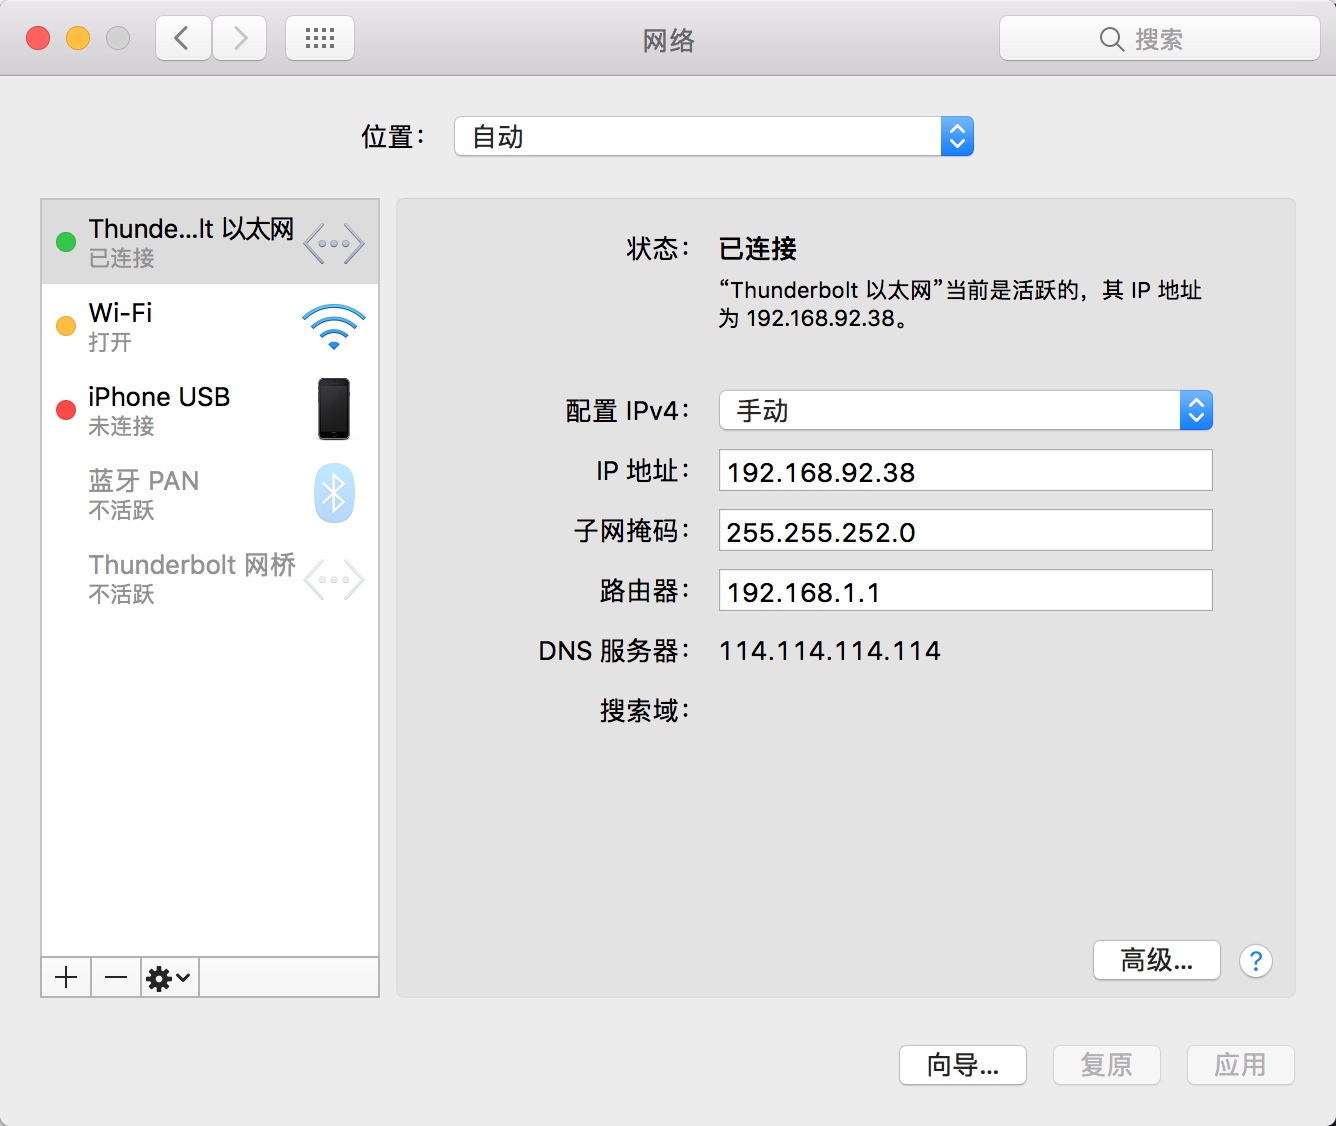 网络
搜索
位置： 自动
Thunde...lt 以太网
已连接
Wi-Fi
打开
iPhone USB
未连接
蓝牙 PAN
不活跃
Thunderbolt 网桥
不活跃
状态： 已连接
“Thunderbolt 以太网”当前是活跃的，其 IP 地址
为 192.168.92.38。
配置 IPv4： 手动
IP 地址： 192.168.92.38
子网掩码： 255.255.252.0
路由器： 192.168.1.1
DNS 服务器： 114.114.114.114
搜索域：
高级... ?
向导... 复原 应用